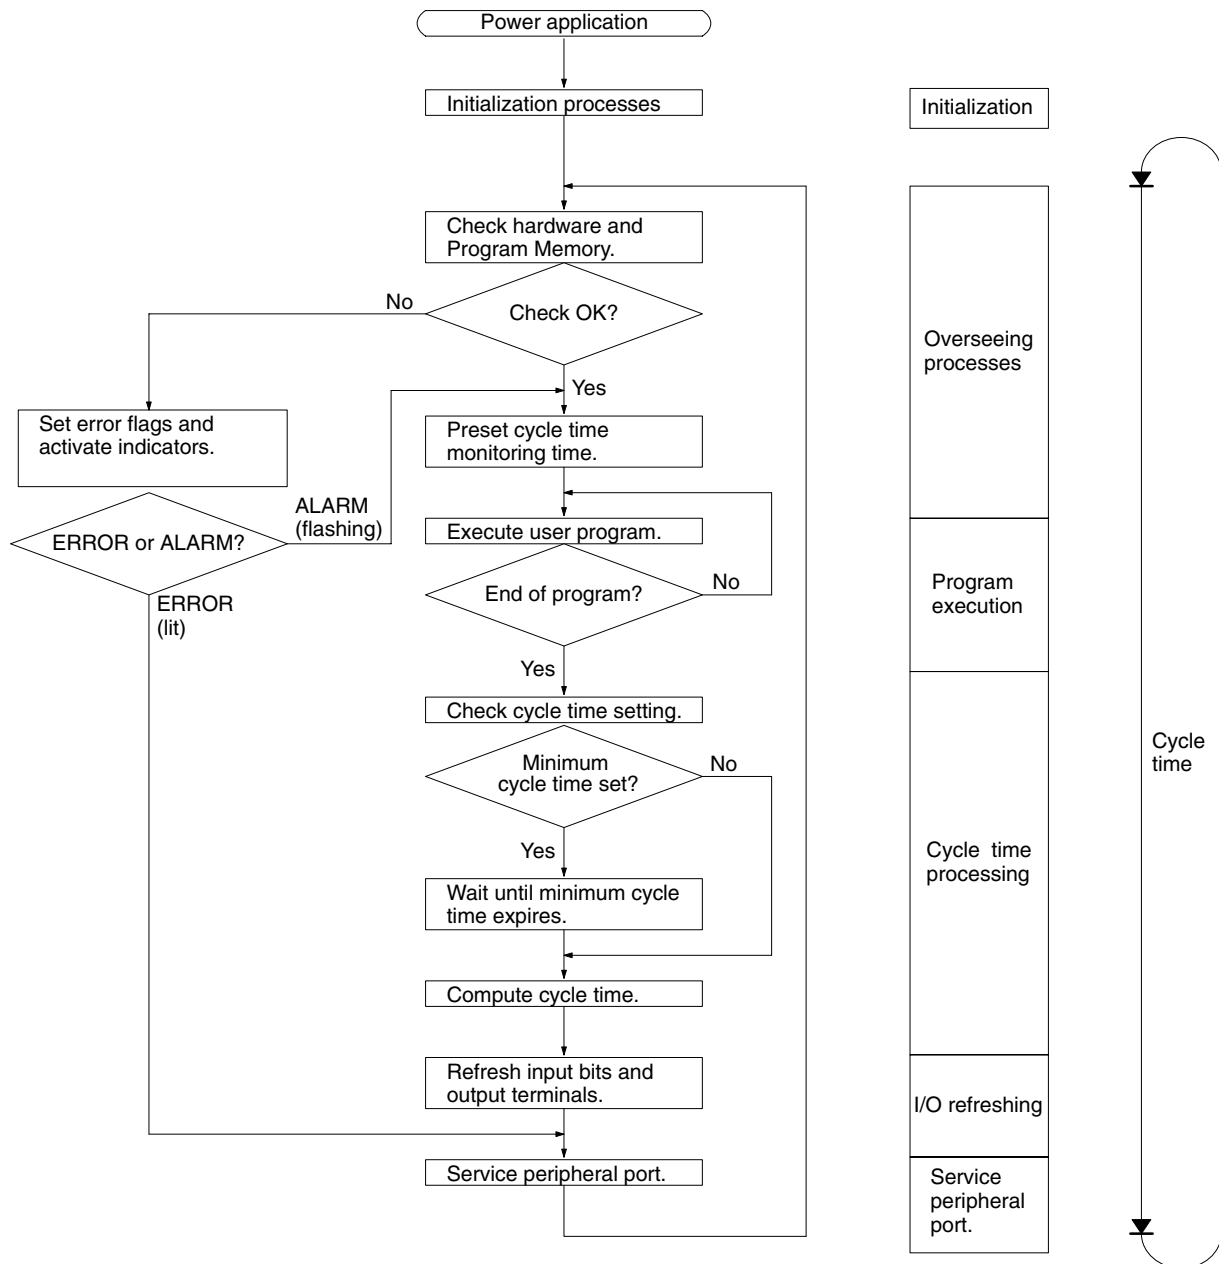 Power application
Initialization processes
Initialization
Check hardware and
Program Memory.
No
Check OK?
Yes
Overseeing
processes
Set error flags and
activate indicators.
Preset cycle time
monitoring time.
ALARM
(flashing)
ERROR or ALARM?
Execute user program.
ERROR
(lit)
End of program?
No
Program
execution
Yes
Check cycle time setting.
Minimum
cycle time set?
No
Cycle
time
Yes
Cycle time
processing
Wait until minimum cycle
time expires.
Compute cycle time.
Refresh input bits and
output terminals.
I/O refreshing
Service peripheral port.
Service
peripheral
port.